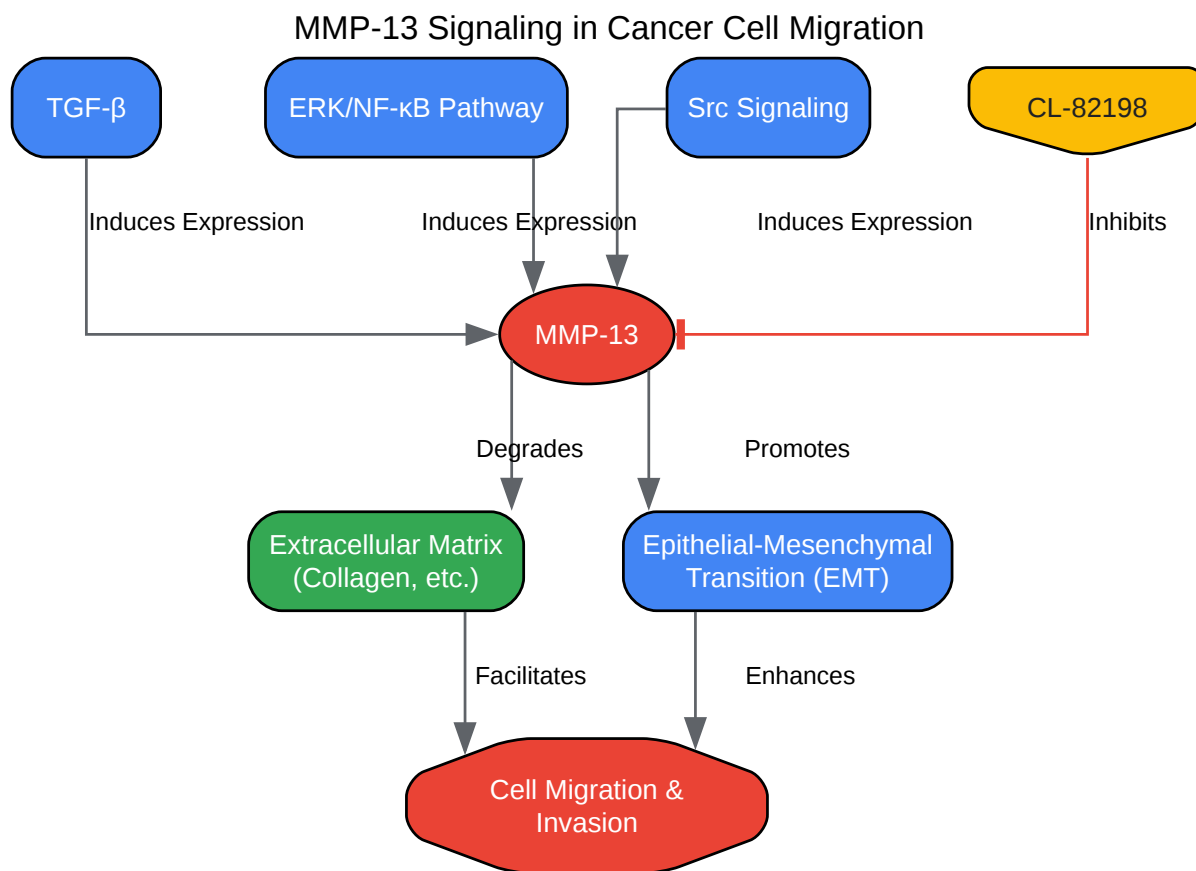 MMP-13 Signaling in Cancer Cell Migration
TGF-β
ERK/NF-κB Pathway
Src Signaling
CL-82198
Induces Expression
Induces Expression
Induces Expression
Inhibits
MMP-13
Degrades
Promotes
Extracellular Matrix
(Collagen, etc.)
Epithelial-Mesenchymal
Transition (EMT)
Facilitates
Enhances
Cell Migration &
Invasion